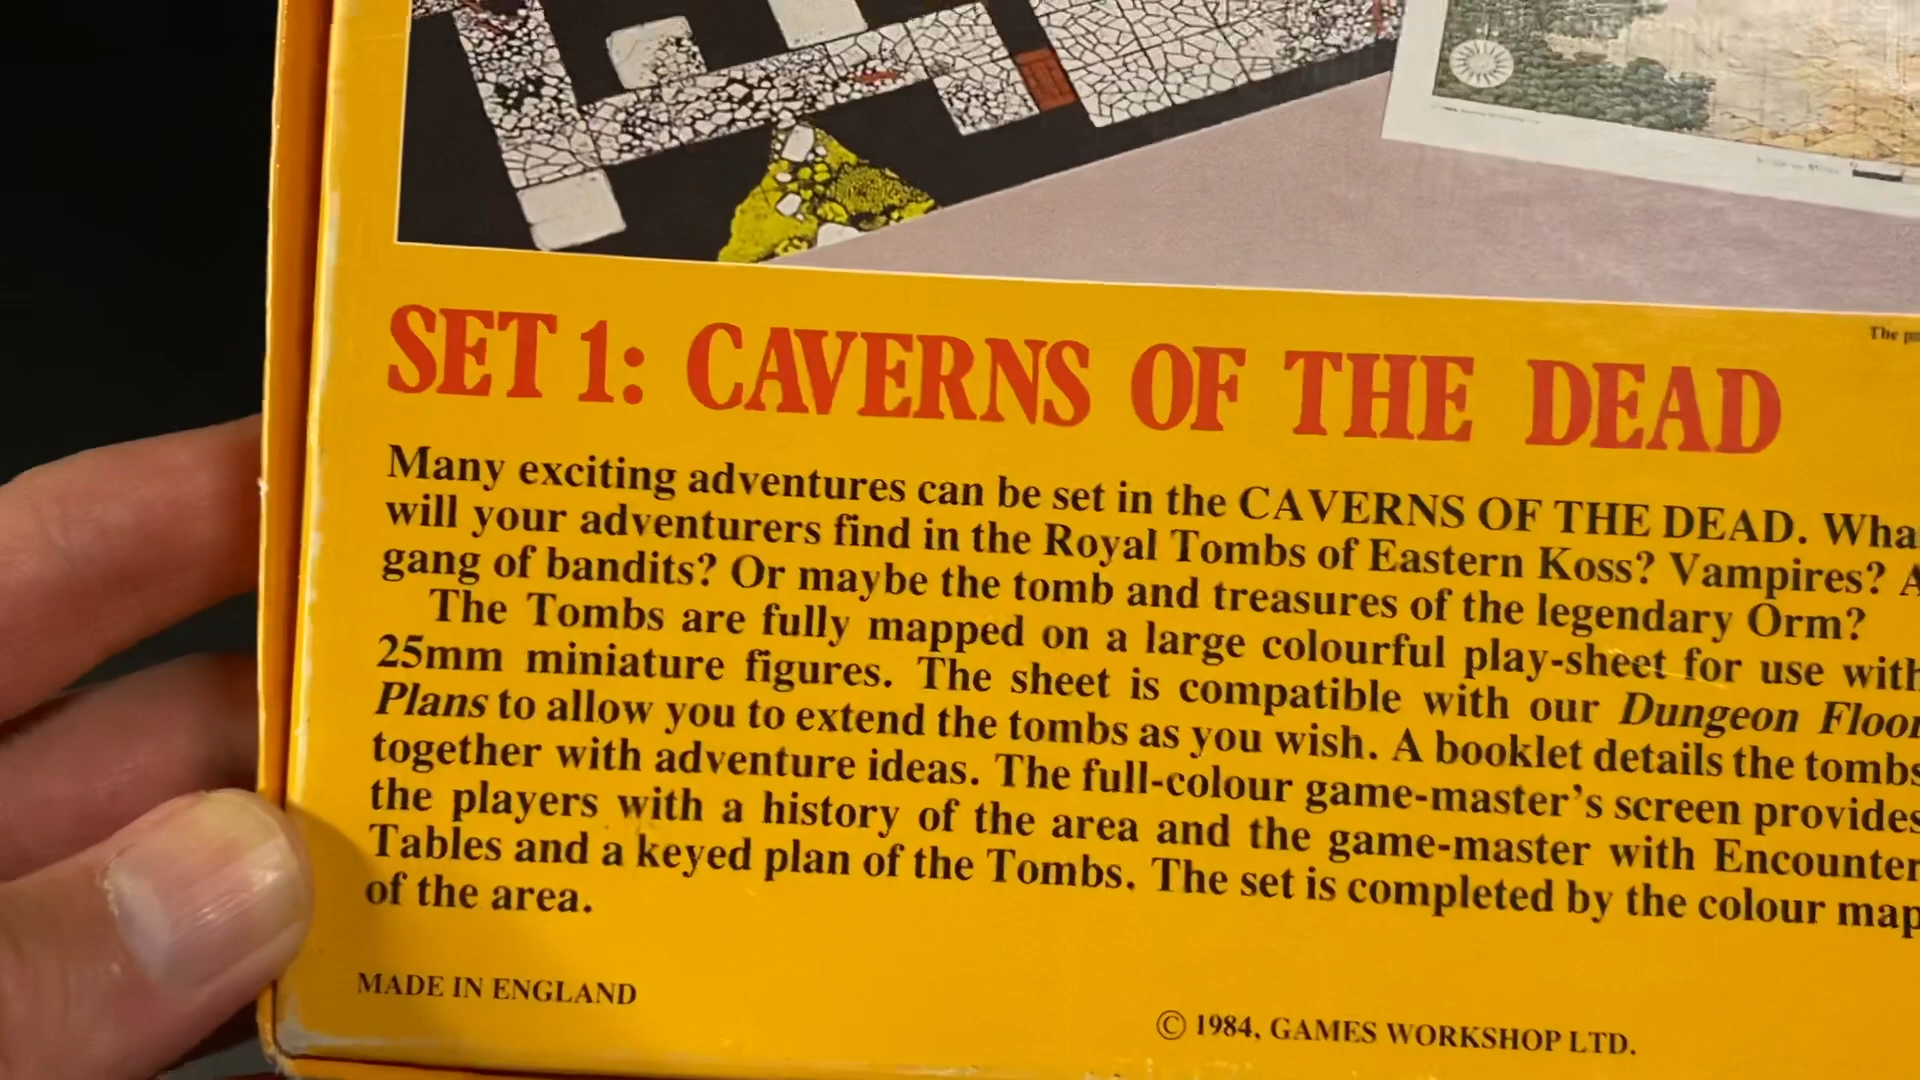 The
SET 1: CAVERNS OF THE DEAD
Many exciting adventures can be set in the CAVERNS OF THE DEAD. Wha
will your adventurers find in the Royal Tombs of Eastern Koss? Vampires? A
gang of bandits? Or maybe the tomb and treasures of the legendary Orm?
The Tombs are fully mapped on a large colourful play-sheet for use with
25mm miniature figures. The sheet is compatible with our Dungeon Floor
Plans to allow you to extend the tombs as you wish. A booklet details the tombs
together with adventure ideas. The full-colour game-master's screen provides
the players with a history of the area and the game-master with Encounter
Tables and a keyed plan of the Tombs. The set is completed by the colour map
of the area.
MADE IN ENGLAND
© 1984, GAMES WORKSHOP LTD.